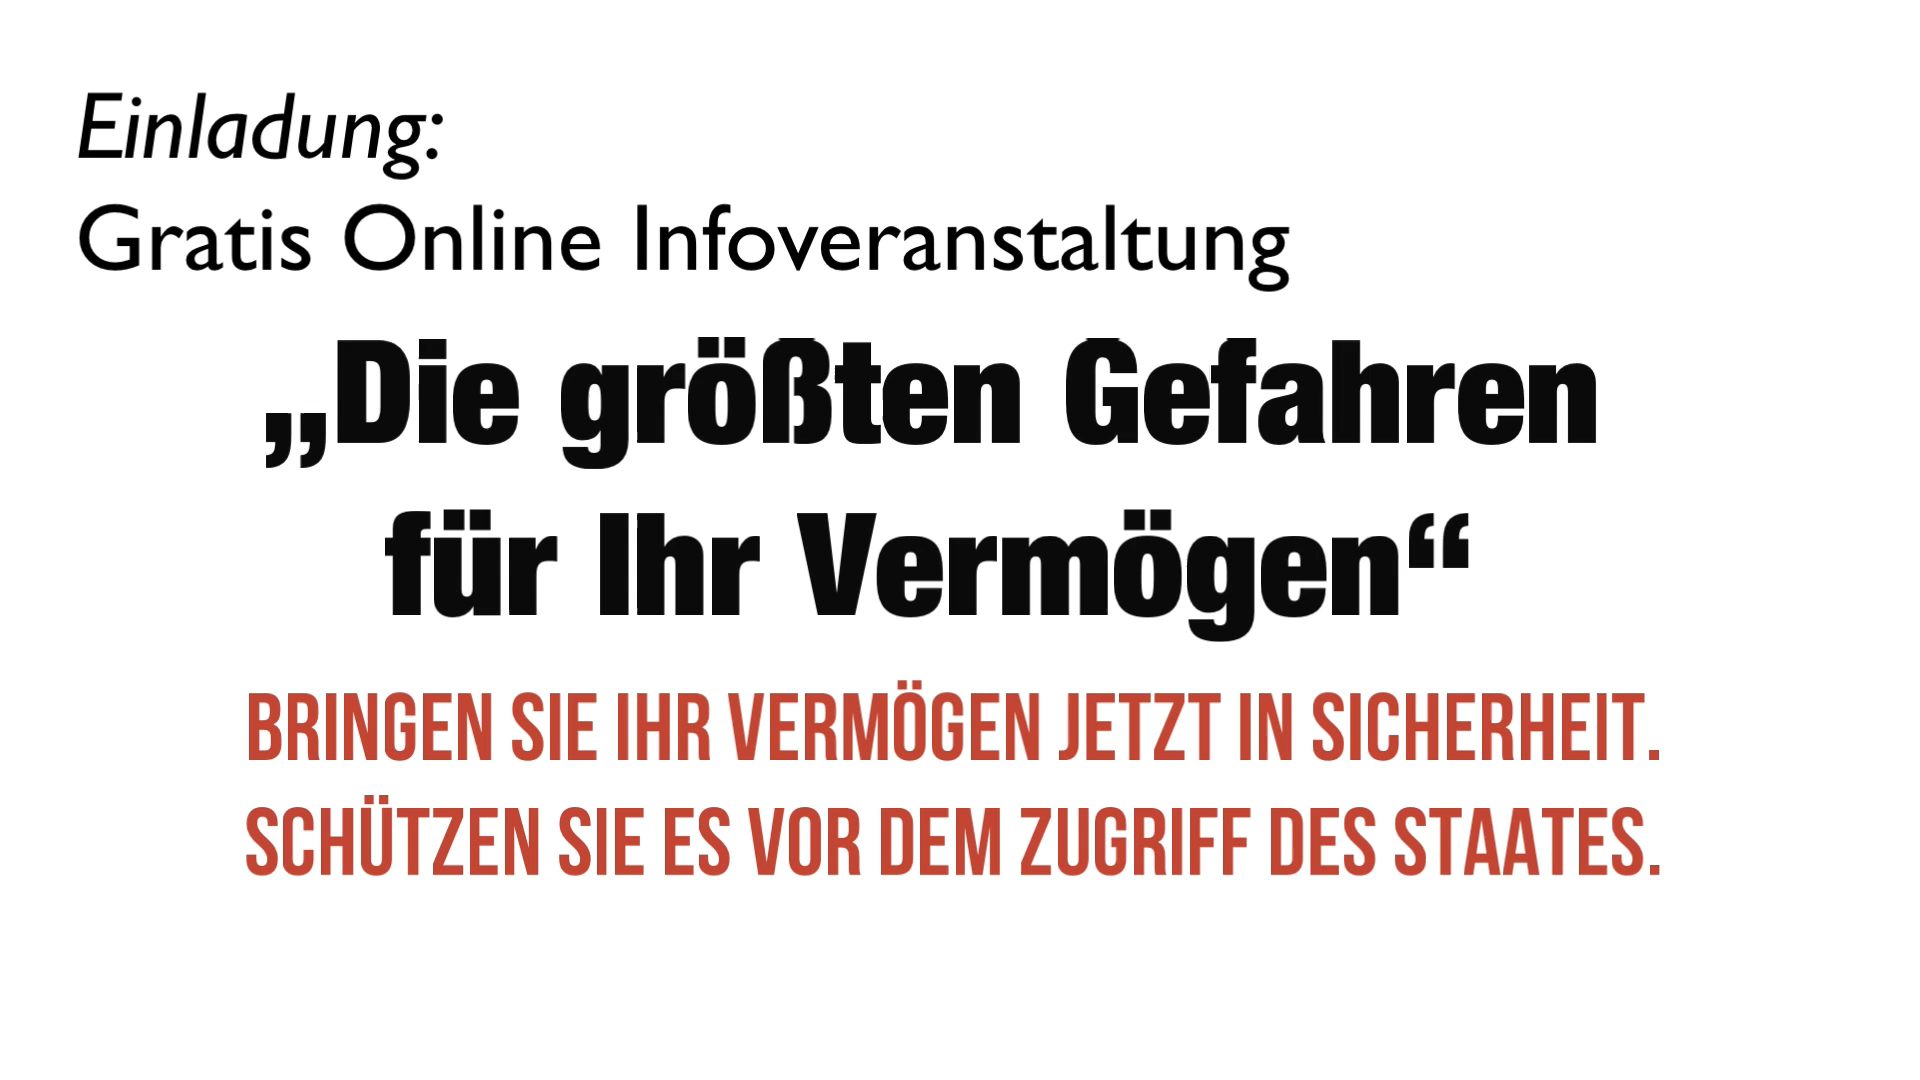 Einladung:
Gratis Online Infoveranstaltung
„Die größten Gefahren
für Ihr Vermögen“
BRINGEN SIE IHR VERMÖGEN JETZT IN SICHERHEIT.
SCHÜTZEN SIE ES VOR DEM ZUGRIFF DES STAATES.